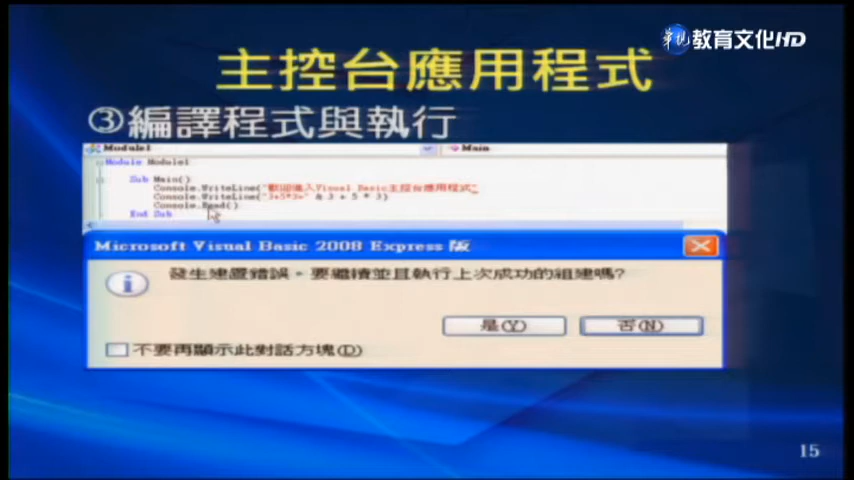 華視教育文化HD
主控台應用程式
③編譯程式與執行
Module1 Main
Module Module1
Sub Main()
Console.WriteLine("歡迎進入Visual Basic主控台應用程式"
Console.WriteLine("3+5*3=" & 3 + 5 * 3)
Console.Read()
End Sub
Microsoft Visual Basic 2008 Express 版
發生建置錯誤。要繼續並且執行上次成功的組建嗎?
是(Y) 否(N)
不要再顯示此對話方塊(D)
15